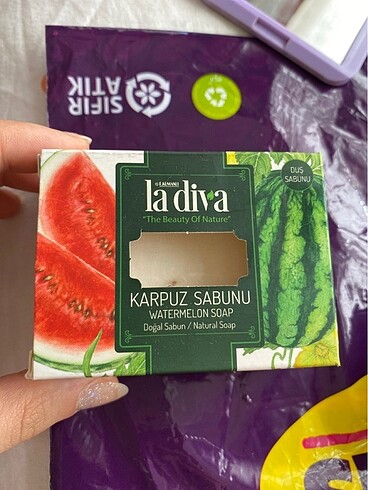 SIFIR
ATIK
la diva
"The Beauty Of Nature"
DUŞ
SABUNU
KARPUZ SABUNU
WATERMELON SOAP
Doğal Sabun / Natural Soap